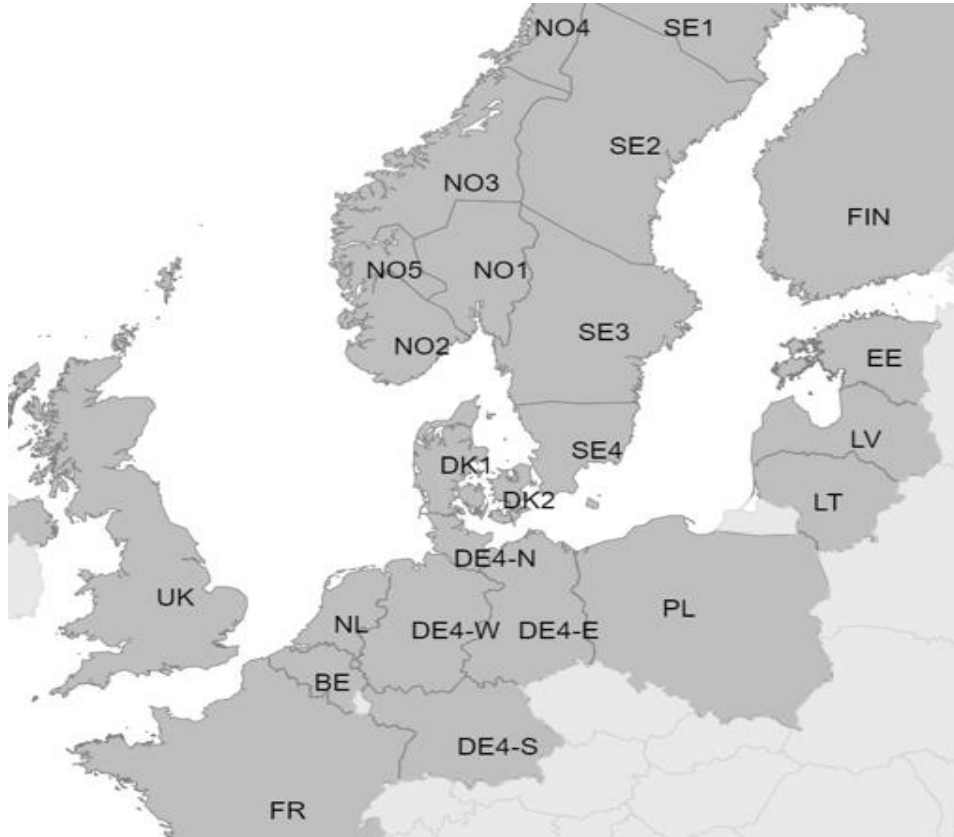 NO4
SE1
SE2
NO3
FIN
NO5
NO1
NO2
SE3
EE
LV
SE4
DK1
DK2
LT
DE4-N
UK
NL
DE4-W
DE4-E
PL
BE
DE4-S
FR